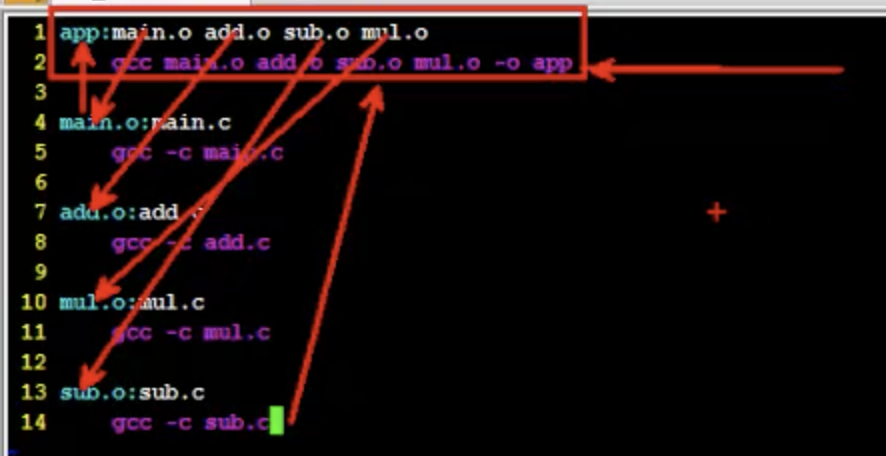 1 app:main.o add.o sub.o mul.o
2 gcc main.o add.o sub.o mul.o -o app
3
4 main.o:main.c
5 gcc -c main.c
6
7 add.o:add.c
8 gcc -c add.c
9
10 mul.o:mul.c
11 gcc -c mul.c
12
13 sub.o:sub.c
14 gcc -c sub.c